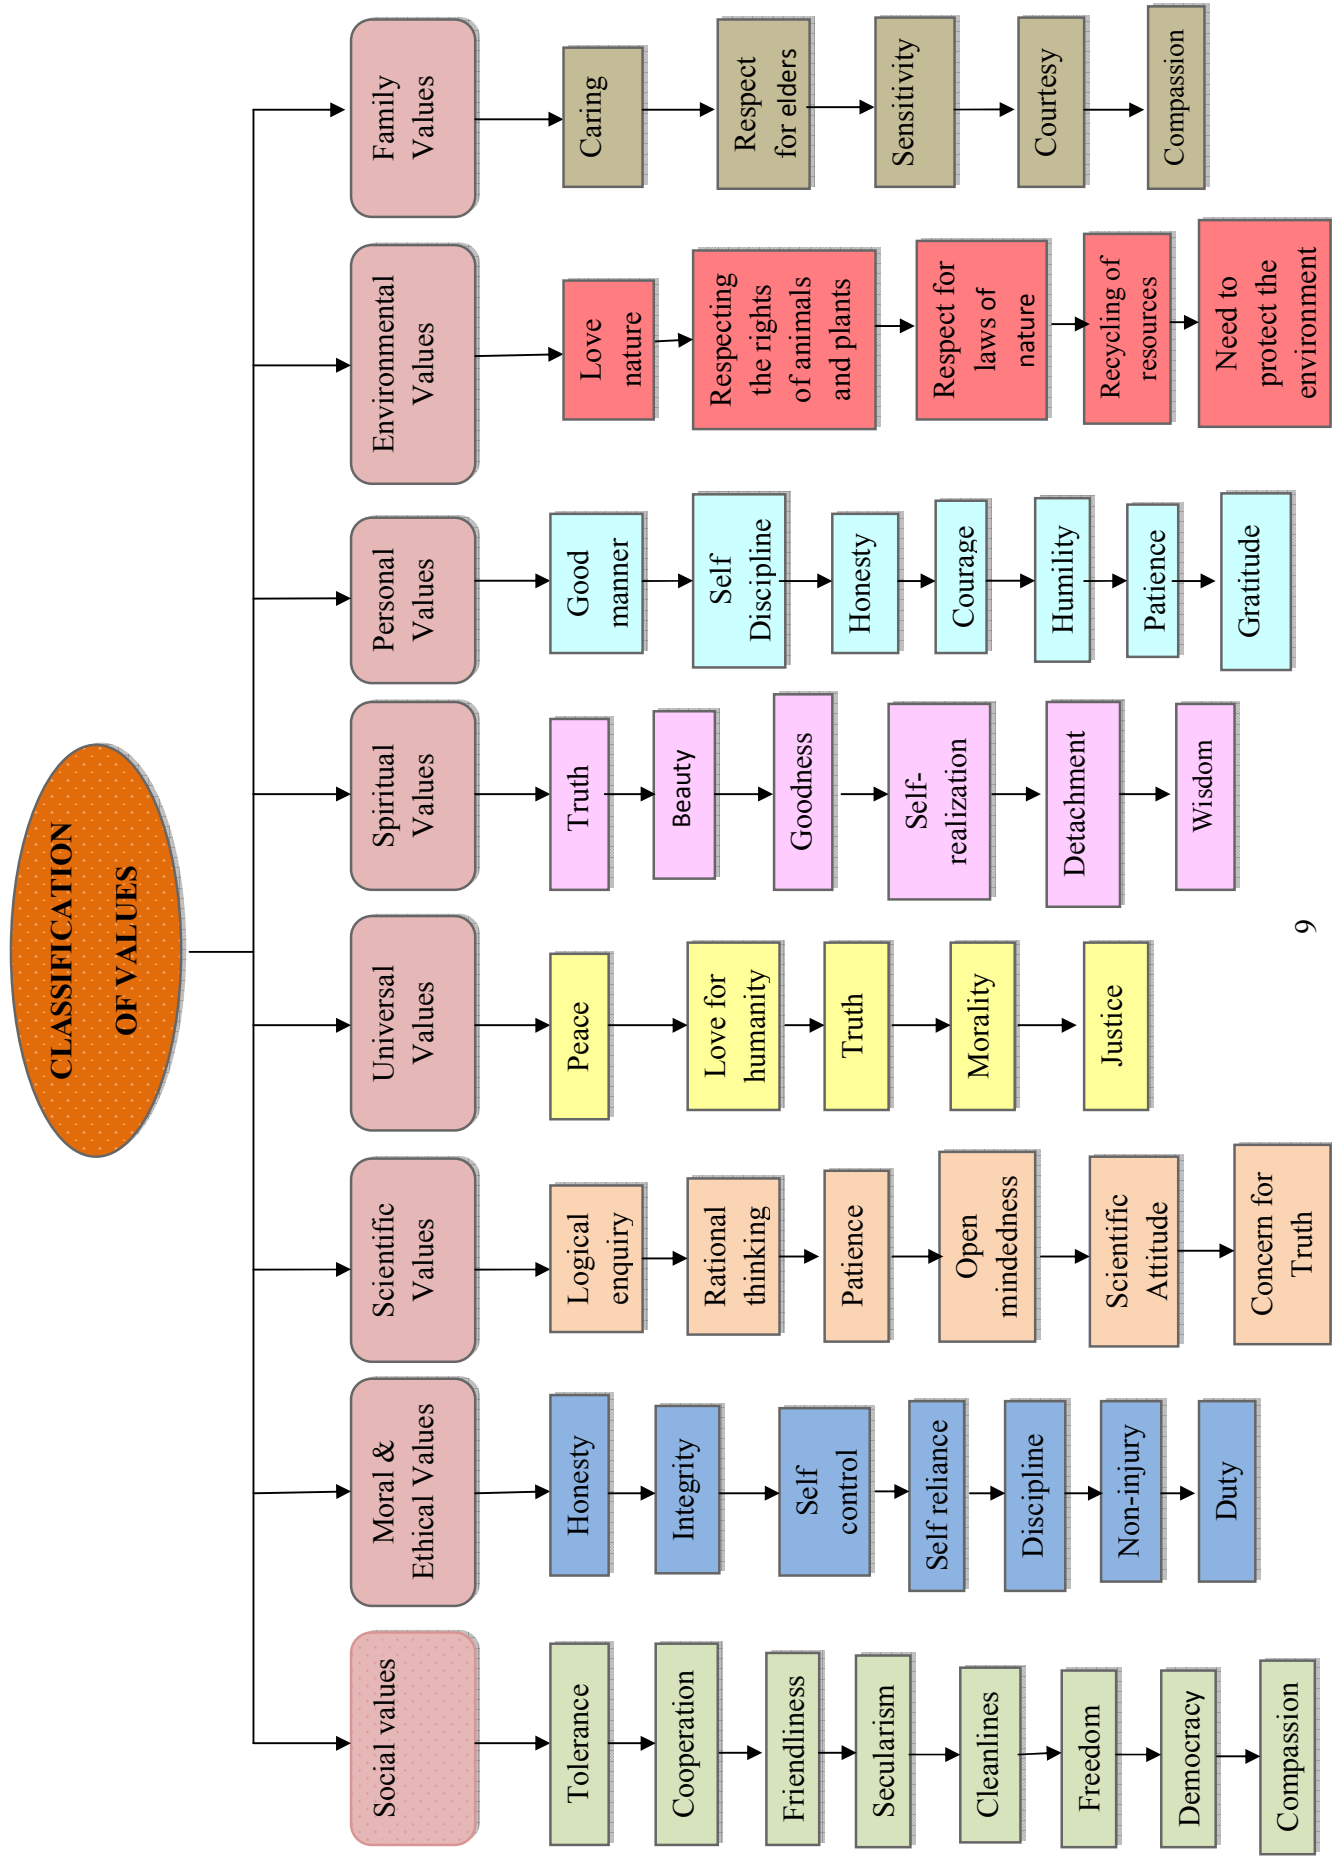 CLASSIFICATION
OF VALUES
Social values
Tolerance
Cooperation
Friendliness
Secularism
Cleanlines
Freedom
Democracy
Compassion
Moral &
Ethical Values
Honesty
Integrity
Self
control
Self reliance
Discipline
Non-injury
Duty
Scientific
Values
Logical
enquiry
Rational
thinking
Patience
Open
mindedness
Scientific
Attitude
Concern for
Truth
Universal
Values
Peace
Love for
humanity
Truth
Morality
Justice
Spiritual
Values
Truth
Beauty
Goodness
Self-
realization
Detachment
Wisdom
Personal
Values
Good
manner
Self
Discipline
Honesty
Courage
Humility
Patience
Gratitude
Environmental
Values
Love
nature
Respecting
the rights
of animals
and plants
Respect for
laws of
nature
Recycling of
resources
Need to
protect the
environment
Family
Values
Caring
Respect
for elders
Sensitivity
Courtesy
Compassion
9